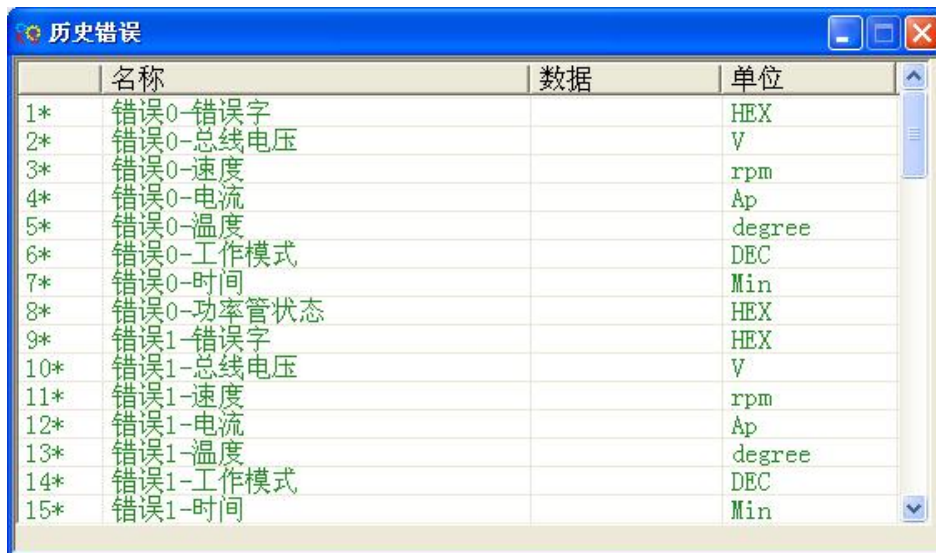 历史错误
名称 数据 单位
1* 错误0-错误字 HEX
2* 错误0-总线电压 V
3* 错误0-速度 rpm
4* 错误0-电流 Ap
5* 错误0-温度 degree
6* 错误0-工作模式 DEC
7* 错误0-时间 Min
8* 错误0-功率管状态 HEX
9* 错误1-错误字 HEX
10* 错误1-总线电压 V
11* 错误1-速度 rpm
12* 错误1-电流 Ap
13* 错误1-温度 degree
14* 错误1-工作模式 DEC
15* 错误1-时间 Min